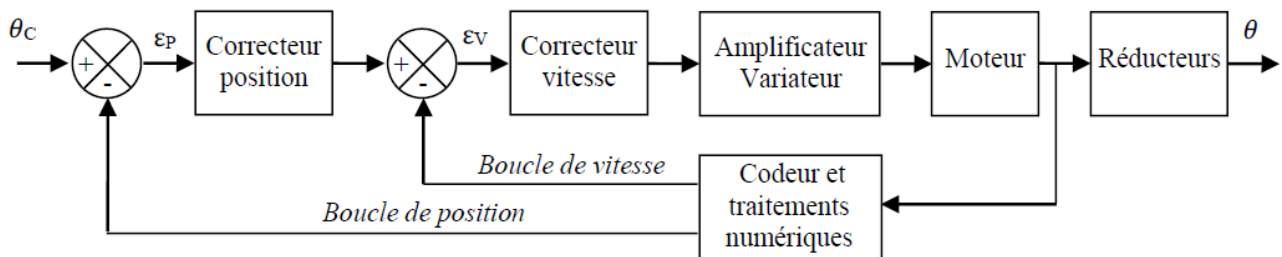 θC
+
-
εP
Correcteur
position
+
-
εV
Correcteur
vitesse
Amplificateur
Variateur
Moteur
Réducteurs
θ
Boucle de vitesse
Boucle de position
Codeur et
traitements
numériques